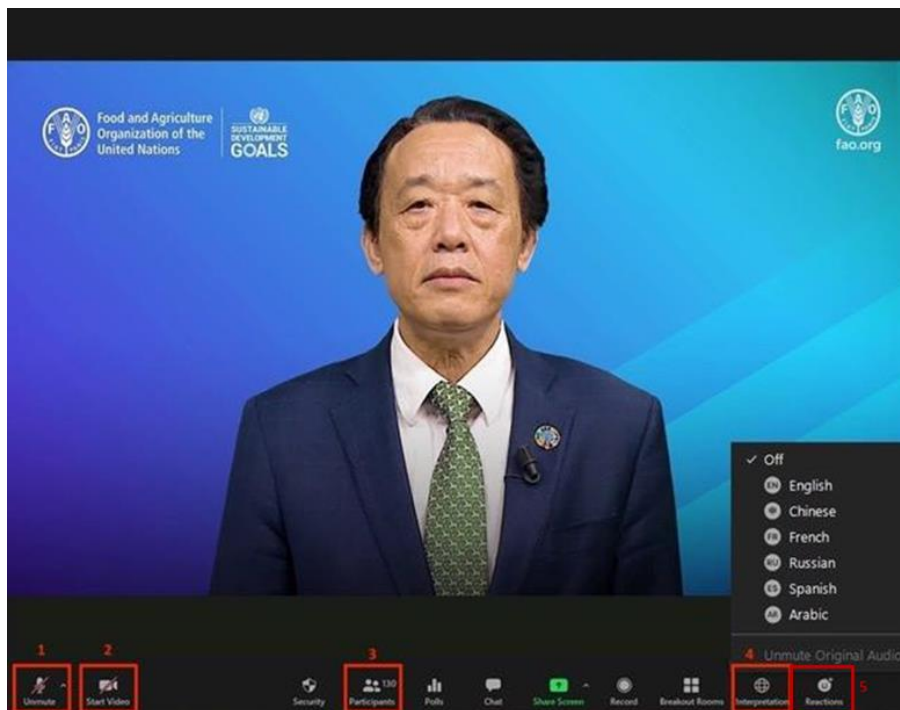 Food and Agriculture
Organization of the
United Nations
SUSTAINABLE
DEVELOPMENT
GOALS
FAO
fao.org
Off
EN English
Chinese
FR French
RU Russian
ES Spanish
AR Arabic
Unmute Original Audio
1
2
3
4
5
130
Unmute
Start Video
Security
Participants
Polls
Chat
Share Screen
Record
Breakout Rooms
Interpretation
Reactions